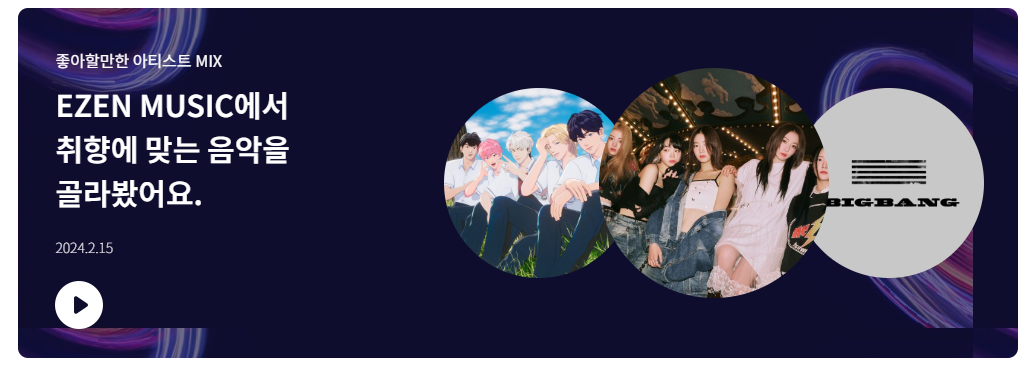 좋아할만한 아티스트 MIX
EZEN MUSIC에서
취향에 맞는 음악을
골라봤어요.
2024.2.15
BIGBANG